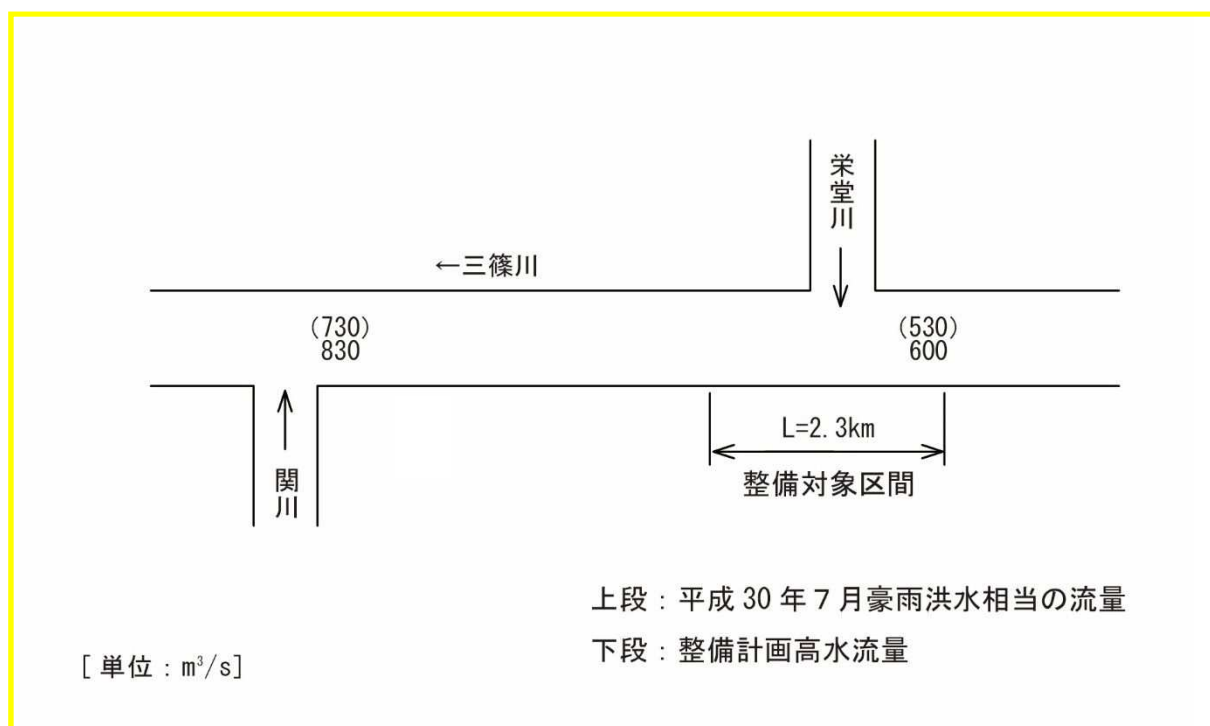 栄堂川
←三篠川
(730)
830
(530)
600
L=2.3km
整備対象区間
関川
上段：平成30年７月豪雨洪水相当の流量
下段：整備計画高水流量
[単位：m³/s]